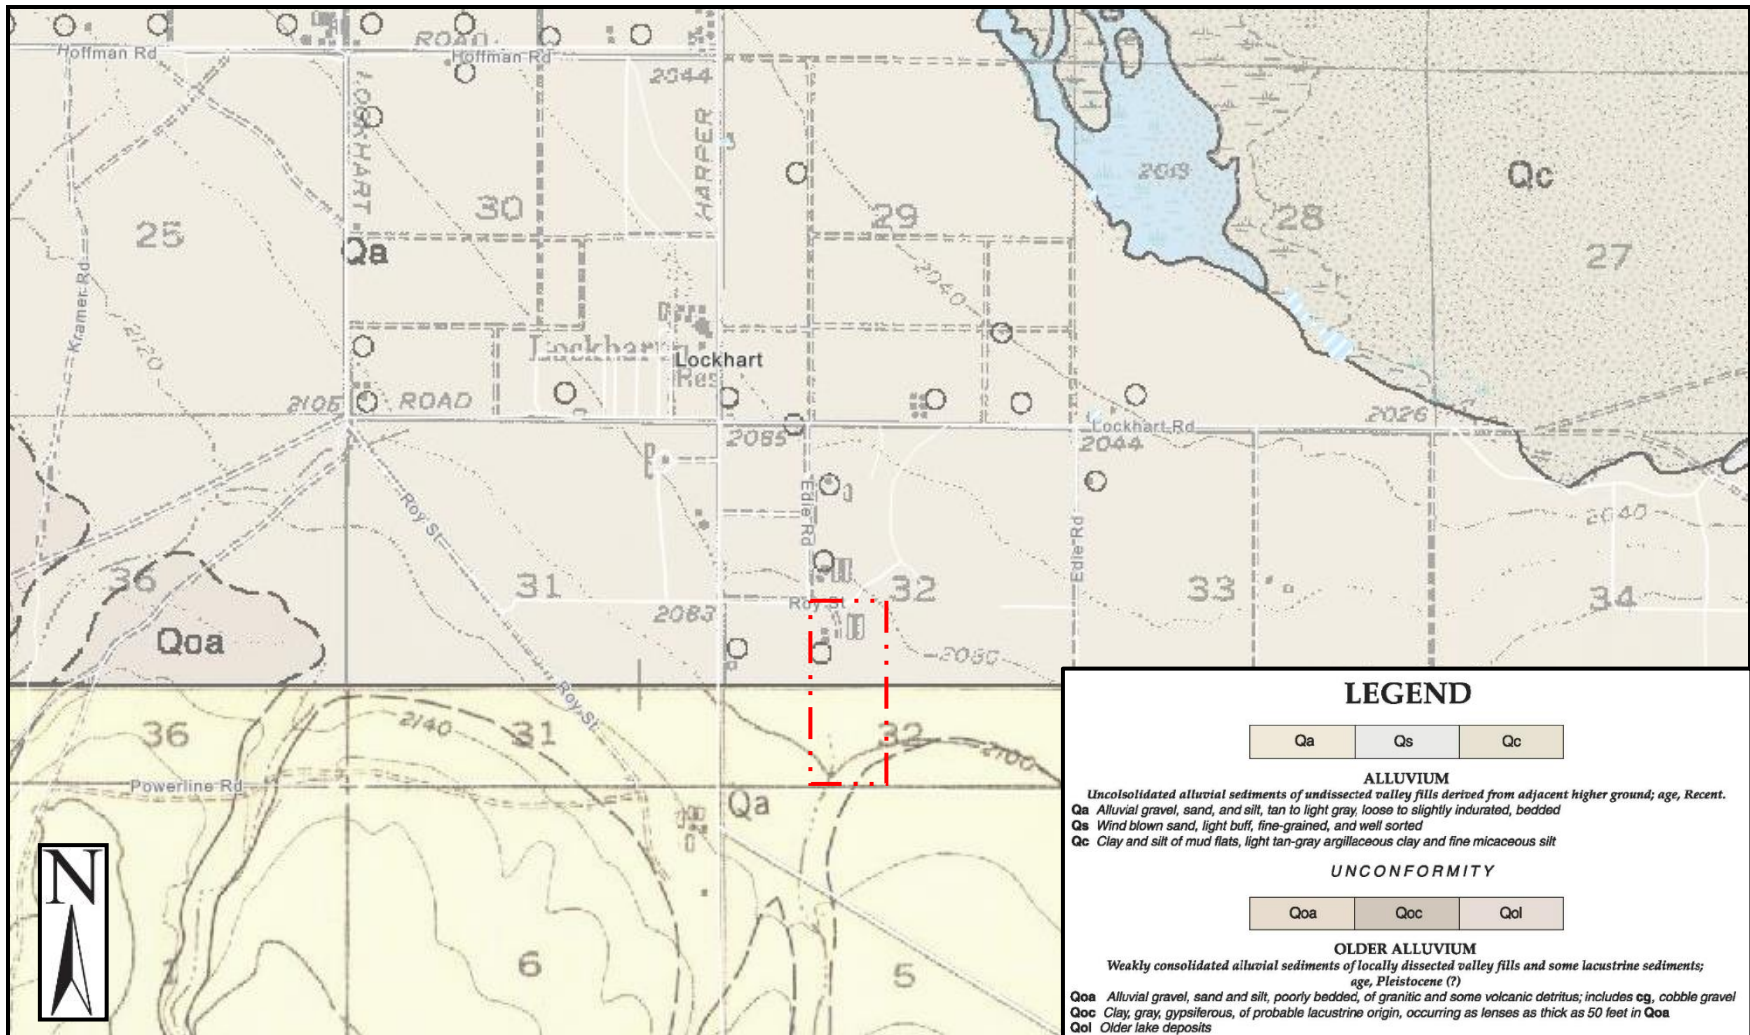 Hoffman Rd
ROAD
Hoffman Rd
2044
LOCKHART
HARPER
2013
Qc
30
29
28
25
27
Qa
Kramer Rd
2040
2120
Lockhart
Lockhart
Res
2105
ROAD
2085
Lockhart Rd
2044
2026
Roy St
Edie Rd
Edie Rd
2040
36
31
32
33
34
2083
Roy St
Qoa
2080
Roy St
36
2140
31
32
2100
Powerline Rd
Qa
1
6
5
N
LEGEND
Qa Qs Qc
ALLUVIUM
Uncolsolidated alluvial sediments of undissected valley fills derived from adjacent higher ground; age, Recent.
Qa Alluvial gravel, sand, and silt, tan to light gray, loose to slightly indurated, bedded
Qs Wind blown sand, light buff, fine-grained, and well sorted
Qc Clay and silt of mud flats, light tan-gray argillaceous clay and fine micaceous silt
UNCONFORMITY
Qoa Qoc Qol
OLDER ALLUVIUM
Weakly consolidated alluvial sediments of locally dissected valley fills and some lacustrine sediments;
age, Pleistocene (?)
Qoa Alluvial gravel, sand and silt, poorly bedded, of granitic and some volcanic detritus; includes cg, cobble gravel
Qoc Clay, gray, gypsiferous, of probable lacustrine origin, occurring as lenses as thick as 50 feet in Qoa
Qol Older lake deposits